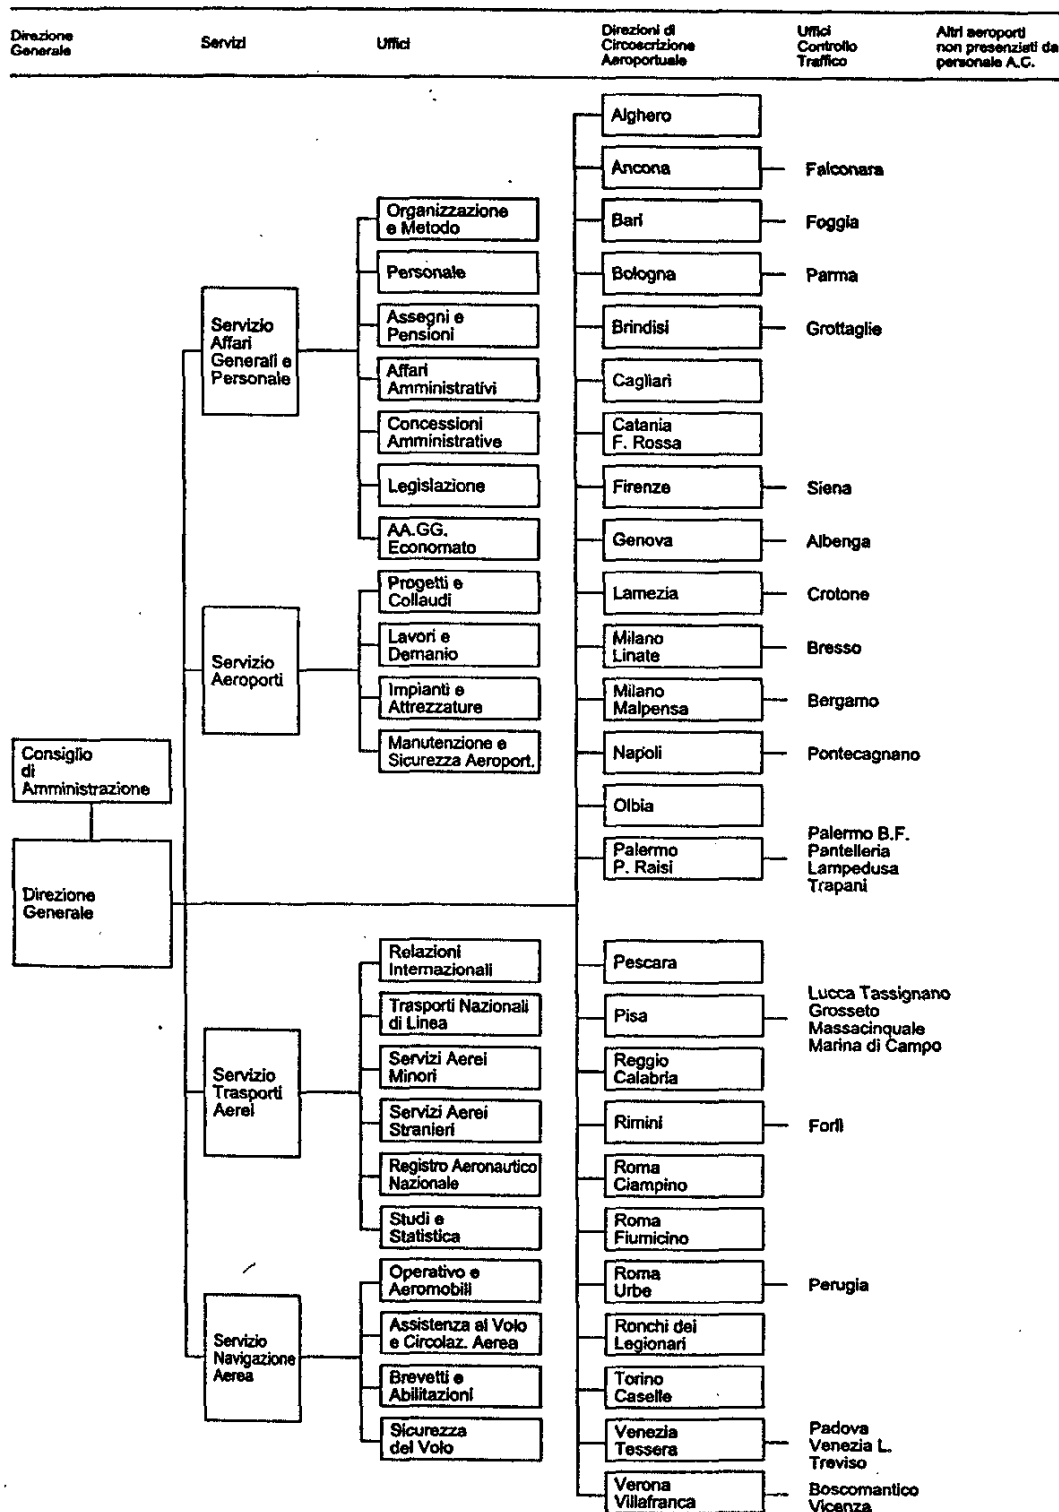 Direzione
Generale
Servizi
Uffici
Direzioni di
Circoscrizione
Aeroportuale
Uffici
Controllo
Traffico
Altri aeroporti
non presenziati da
personale A.C.
Consiglio
di
Amministrazione
Direzione
Generale
Servizio
Affari
Generali e
Personale
Servizio
Aeroporti
Servizio
Trasporti
Aerei
Servizio
Navigazione
Aerea
Organizzazione
e Metodo
Personale
Assegni e
Pensioni
Affari
Amministrativi
Concessioni
Amministrative
Legislazione
AA.GG.
Economato
Progetti e
Collaudi
Lavori e
Demanio
Impianti e
Attrezzature
Manutenzione e
Sicurezza Aeroport.
Relazioni
Internazionali
Trasporti Nazionali
di Linea
Servizi Aerei
Minori
Servizi Aerei
Stranieri
Registro Aeronautico
Nazionale
Studi e
Statistica
Operativo e
Aeromobili
Assistenza al Volo
e Circolaz. Aerea
Brevetti e
Abilitazioni
Sicurezza
del Volo
Alghero
Ancona
Falconara
Bari
Foggia
Bologna
Parma
Brindisi
Grottaglie
Cagliari
Catania
F. Rossa
Firenze
Siena
Genova
Albenga
Lamezia
Crotone
Milano
Linate
Bresso
Milano
Malpensa
Bergamo
Napoli
Pontecagnano
Olbia
Palermo
P. Raisi
Palermo B.F.
Pantelleria
Lampedusa
Trapani
Pescara
Pisa
Lucca Tassignano
Grosseto
Massacinquale
Marina di Campo
Reggio
Calabria
Rimini
Forlì
Roma
Ciampino
Roma
Fiumicino
Roma
Urbe
Perugia
Ronchi dei
Legionari
Torino
Caselle
Venezia
Tessera
Padova
Venezia L.
Treviso
Verona
Villafranca
Boscomantico
Vicenza